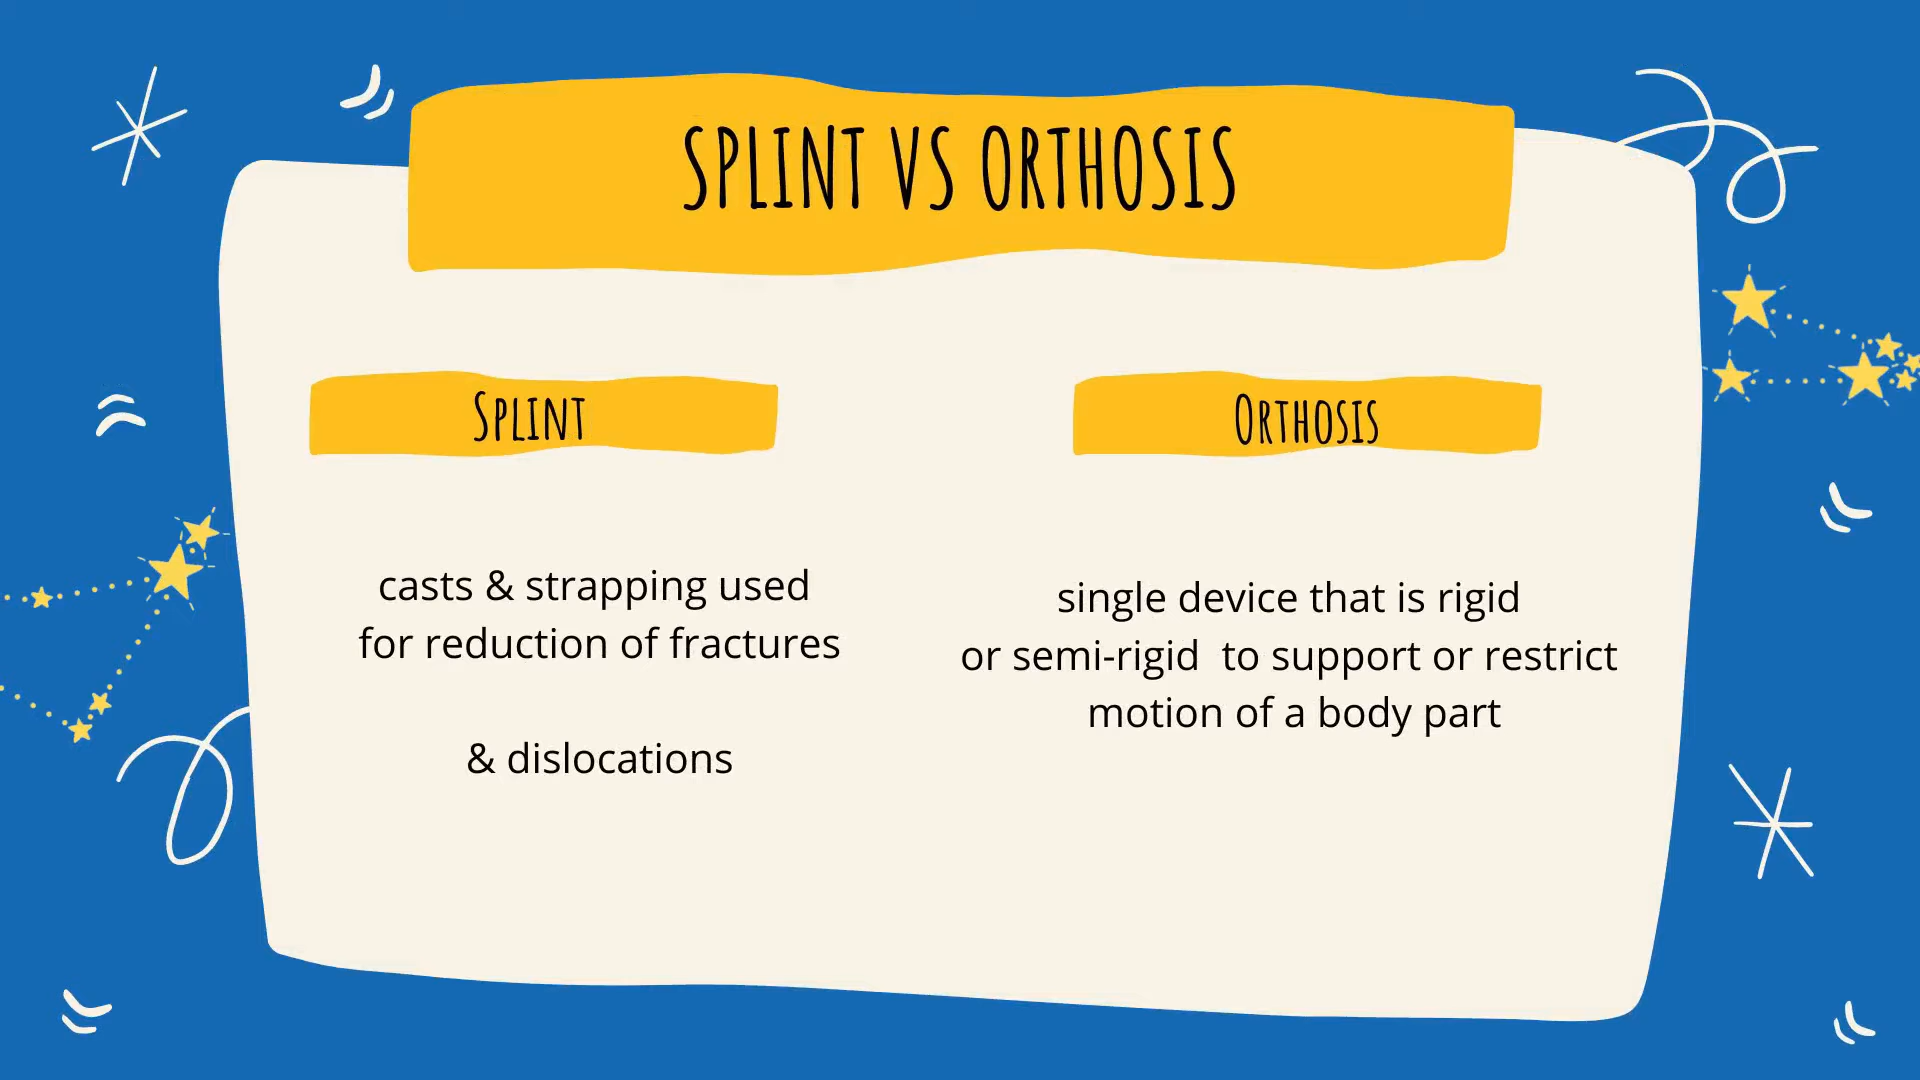 SPLINT VS ORTHOSIS
SPLINT
casts & strapping used
for reduction of fractures
& dislocations
ORTHOSIS
single device that is rigid
or semi-rigid  to support or restrict
motion of a body part